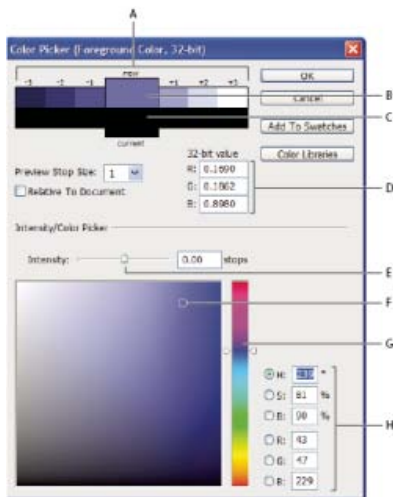 A
Color Picker (Foreground Color, 32-bit)
new
-3 -2 -1 +1 +2 +3
OK
B
Cancel
C
current
Add To Swatches
32-bit value
Color Libraries
Preview Stop Size: 1
R: 0.1690
Relative To Document
G: 0.1862
D
B: 0.8980
Intensity/Color Picker
Intensity: 0.00 stops
E
F
G
H: °
S: 81 %
B: 90 %
H
R: 43
G: 47
B: 229